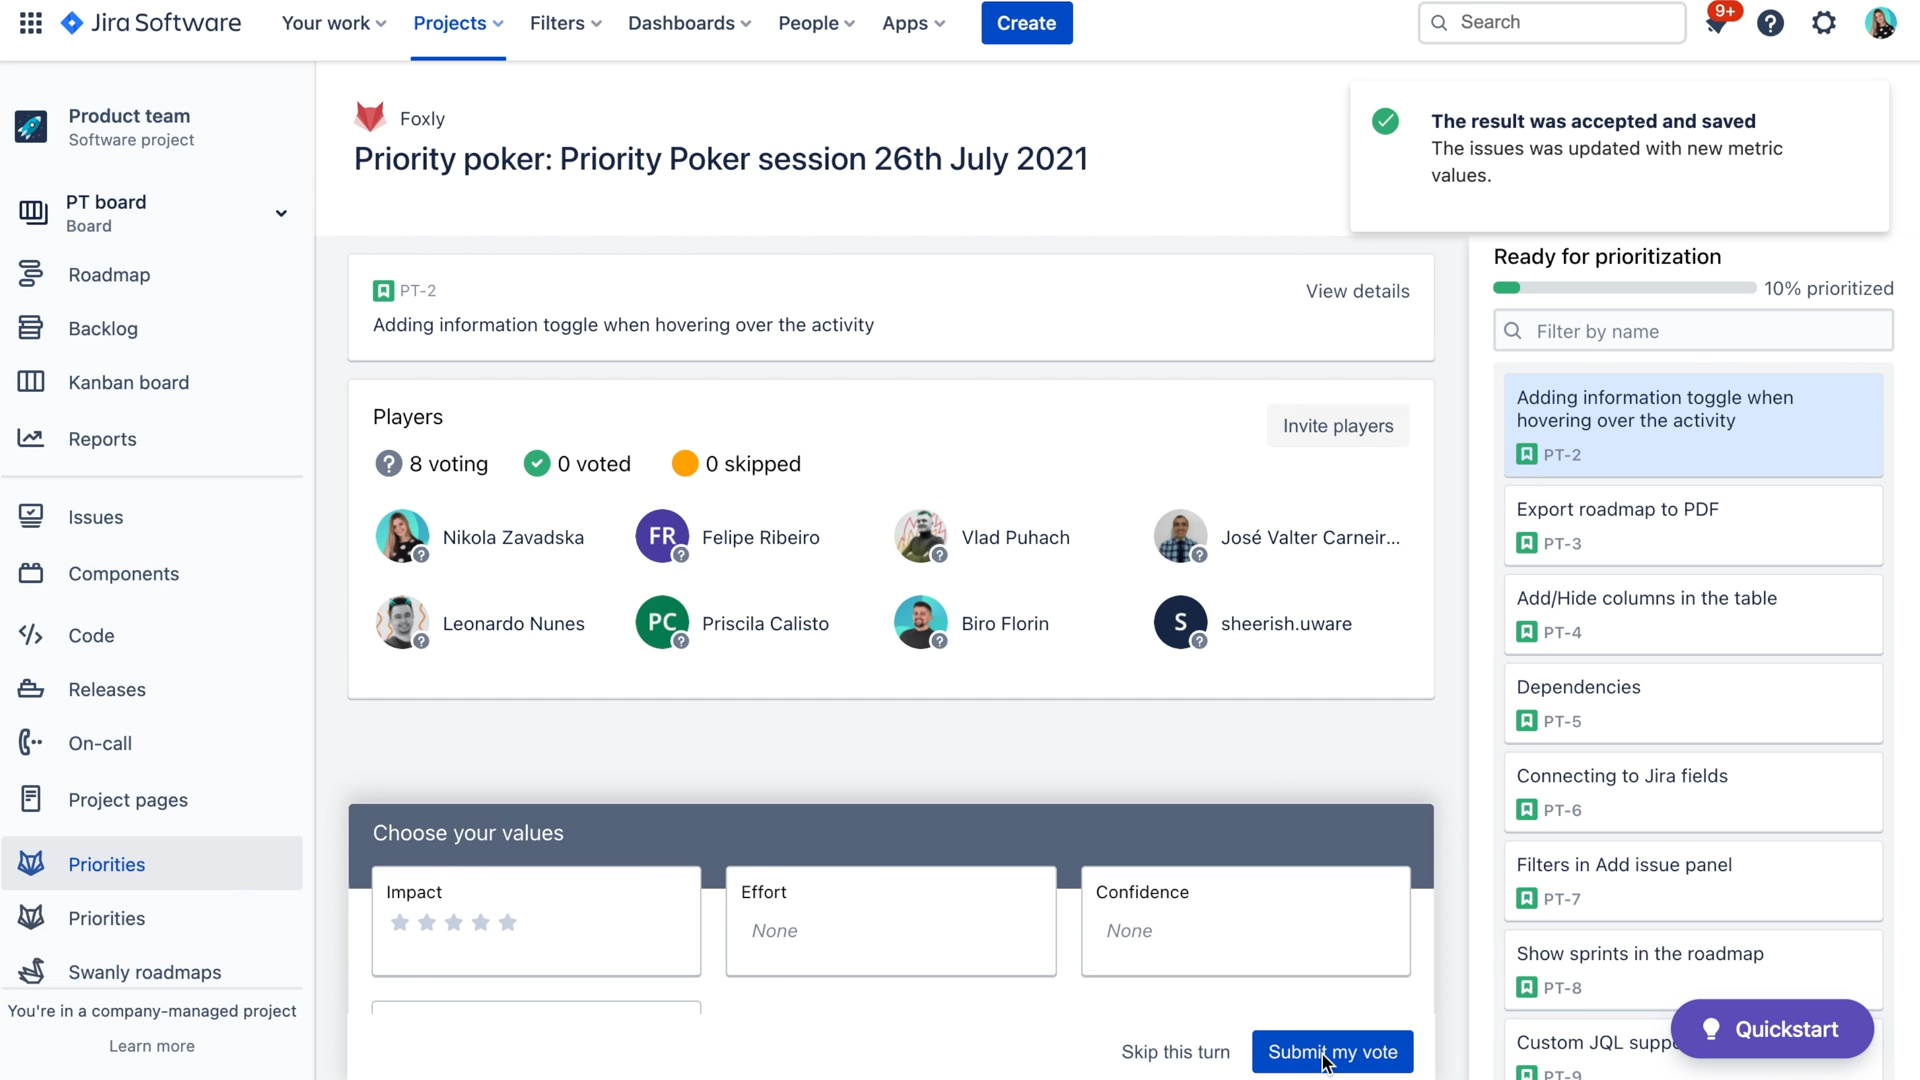 Jira Software
Your work
Projects
Filters
Dashboards
People
Apps
Create
Search
9+
Product team
Software project
PT board
Board
Roadmap
Backlog
Kanban board
Reports
Issues
Components
Code
Releases
On-call
Project pages
Priorities
Priorities
Swanly roadmaps
You're in a company-managed project
Learn more
Foxly
Priority poker: Priority Poker session 26th July 2021
The result was accepted and saved
The issues was updated with new metric
values.
PT-2
View details
Adding information toggle when hovering over the activity
Players
Invite players
8 voting
0 voted
0 skipped
Nikola Zavadska
FR
Felipe Ribeiro
Vlad Puhach
José Valter Carneir...
Leonardo Nunes
PC
Priscila Calisto
Biro Florin
S
sheerish.uware
Choose your values
Impact
Effort
None
Confidence
None
Skip this turn
Submit my vote
Ready for prioritization
10% prioritized
Filter by name
Adding information toggle when
hovering over the activity
PT-2
Export roadmap to PDF
PT-3
Add/Hide columns in the table
PT-4
Dependencies
PT-5
Connecting to Jira fields
PT-6
Filters in Add issue panel
PT-7
Show sprints in the roadmap
PT-8
Custom JQL
PT-9
Quickstart